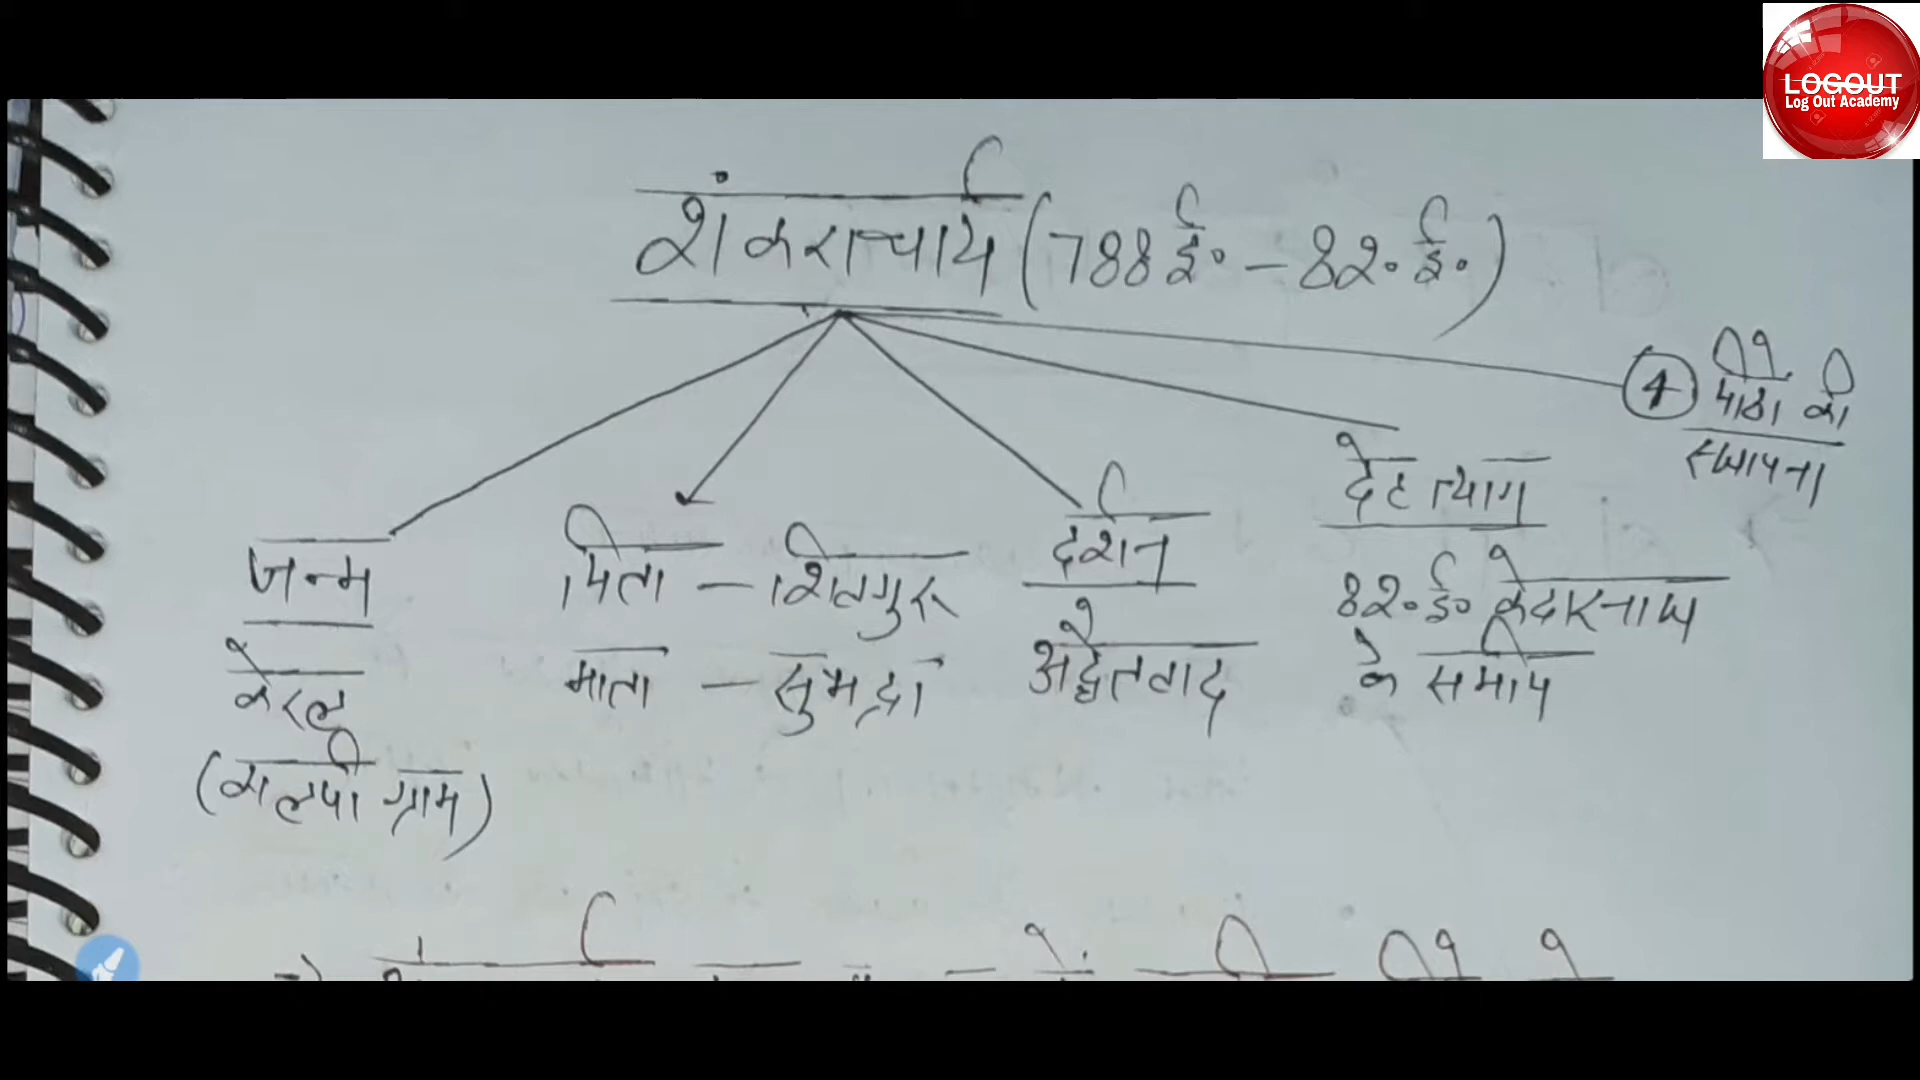 LOGOUT
Log Out Academy
शंकराचार्य (788 ई० – 820 ई०)
4 पीठो की
स्थापना
जन्म
केरल
(कलपी ग्राम)
पिता – शिवगुरू
माता – सुभद्रा
दर्शन
अद्वैतवाद
देह त्याग
820 ई० केदारनाथ
के समीप